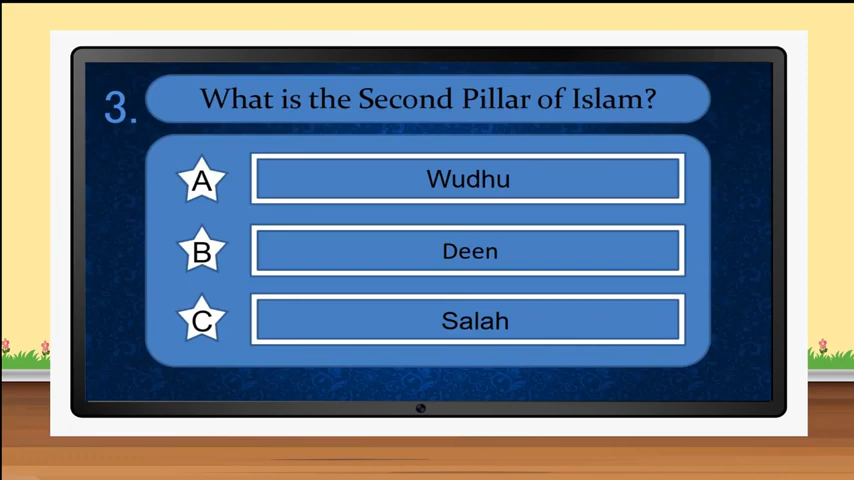 3. What is the Second Pillar of Islam?
A Wudhu
B Deen
C Salah